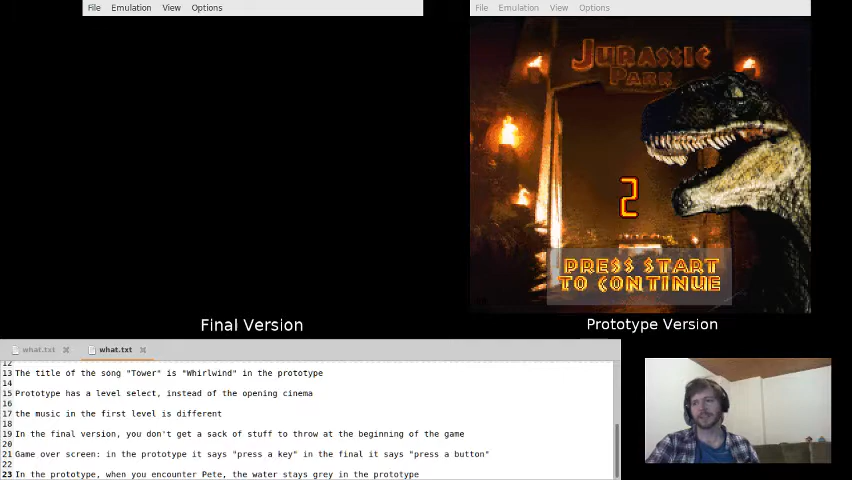 File Emulation View Options
File Emulation View Options
JURASSIC
PARK
2
PRESS START
TO CONTINUE
Final Version
Prototype Version
what.txt
what.txt
12
13 The title of the song "Tower" is "Whirlwind" in the prototype
14
15 Prototype has a level select, instead of the opening cinema
16
17 the music in the first level is different
18
19 In the final version, you don't get a sack of stuff to throw at the beginning of the game
20
21 Game over screen: in the prototype it says "press a key" in the final it says "press a button"
22
23 In the prototype, when you encounter Pete, the water stays grey in the prototype